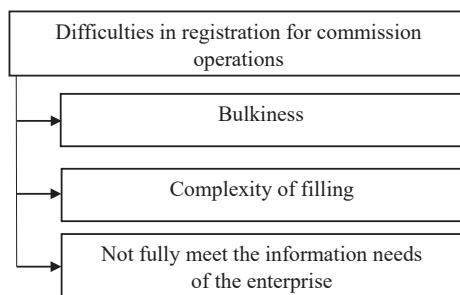 Difficulties in registration for commission
operations
Bulkiness
Complexity of filling
Not fully meet the information needs
of the enterprise